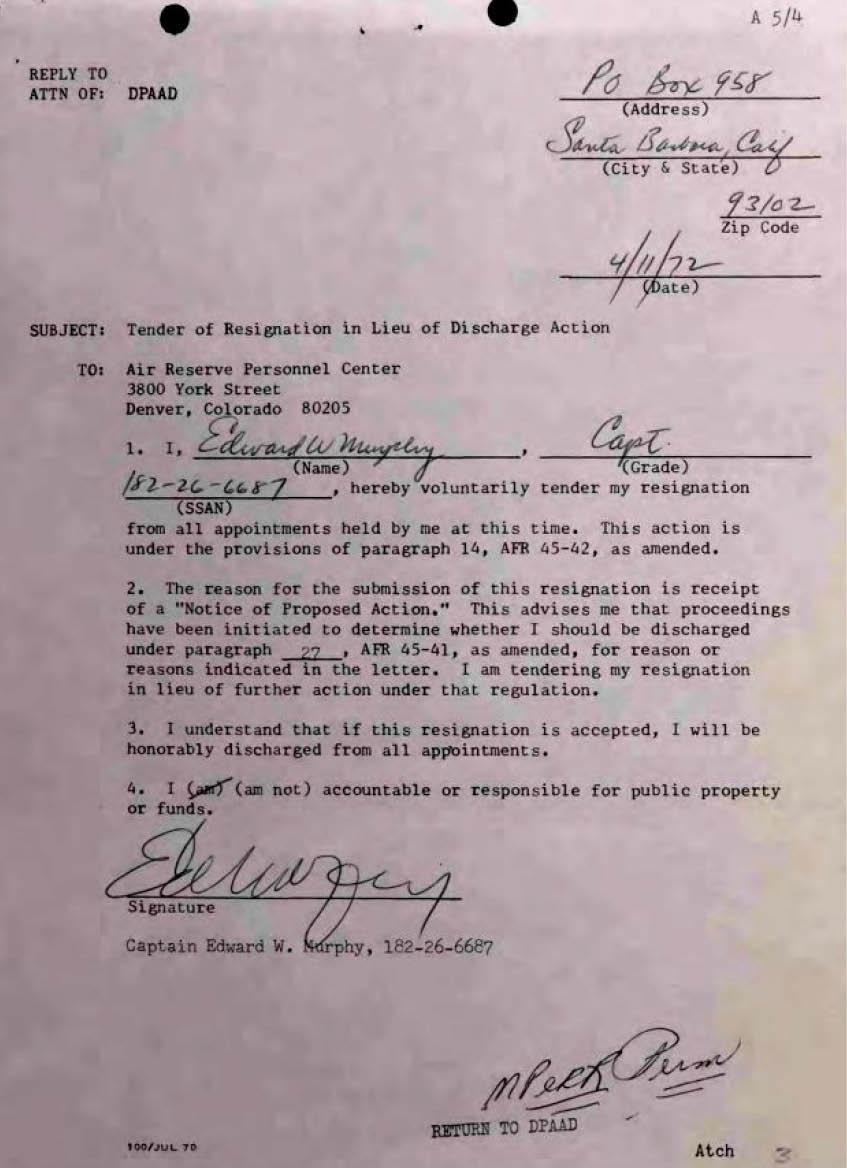 A 5/4
REPLY TO
ATTN OF: DPAAD
PO Box 958
(Address)
Santa Barbara, Calif
(City & State)
93102
Zip Code
4/11/72
(Date)
SUBJECT: Tender of Resignation in Lieu of Discharge Action
TO: Air Reserve Personnel Center
3800 York Street
Denver, Colorado 80205
1. I, Edward W Murphy, Capt.
(Name) (Grade)
182-26-6687, hereby voluntarily tender my resignation
(SSAN)
from all appointments held by me at this time. This action is
under the provisions of paragraph 14, AFR 45-42, as amended.
2. The reason for the submission of this resignation is receipt
of a "Notice of Proposed Action." This advises me that proceedings
have been initiated to determine whether I should be discharged
under paragraph 27, AFR 45-41, as amended, for reason or
reasons indicated in the letter. I am tendering my resignation
in lieu of further action under that regulation.
3. I understand that if this resignation is accepted, I will be
honorably discharged from all appointments.
4. I (am) (am not) accountable or responsible for public property
or funds.
Ed Murphy
Signature
Captain Edward W. Murphy, 182-26-6687
Perm
RETURN TO DPAAD
100/JUL 70
Atch 3